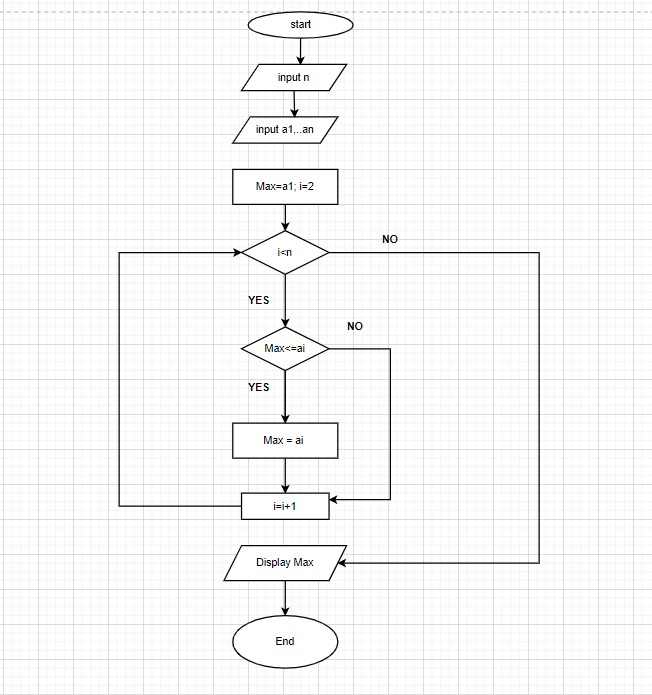 start
input n
input a1,..an
Max=a1; i=2
i<n
NO
YES
Max<=ai
NO
YES
Max = ai
i=i+1
Display Max
End